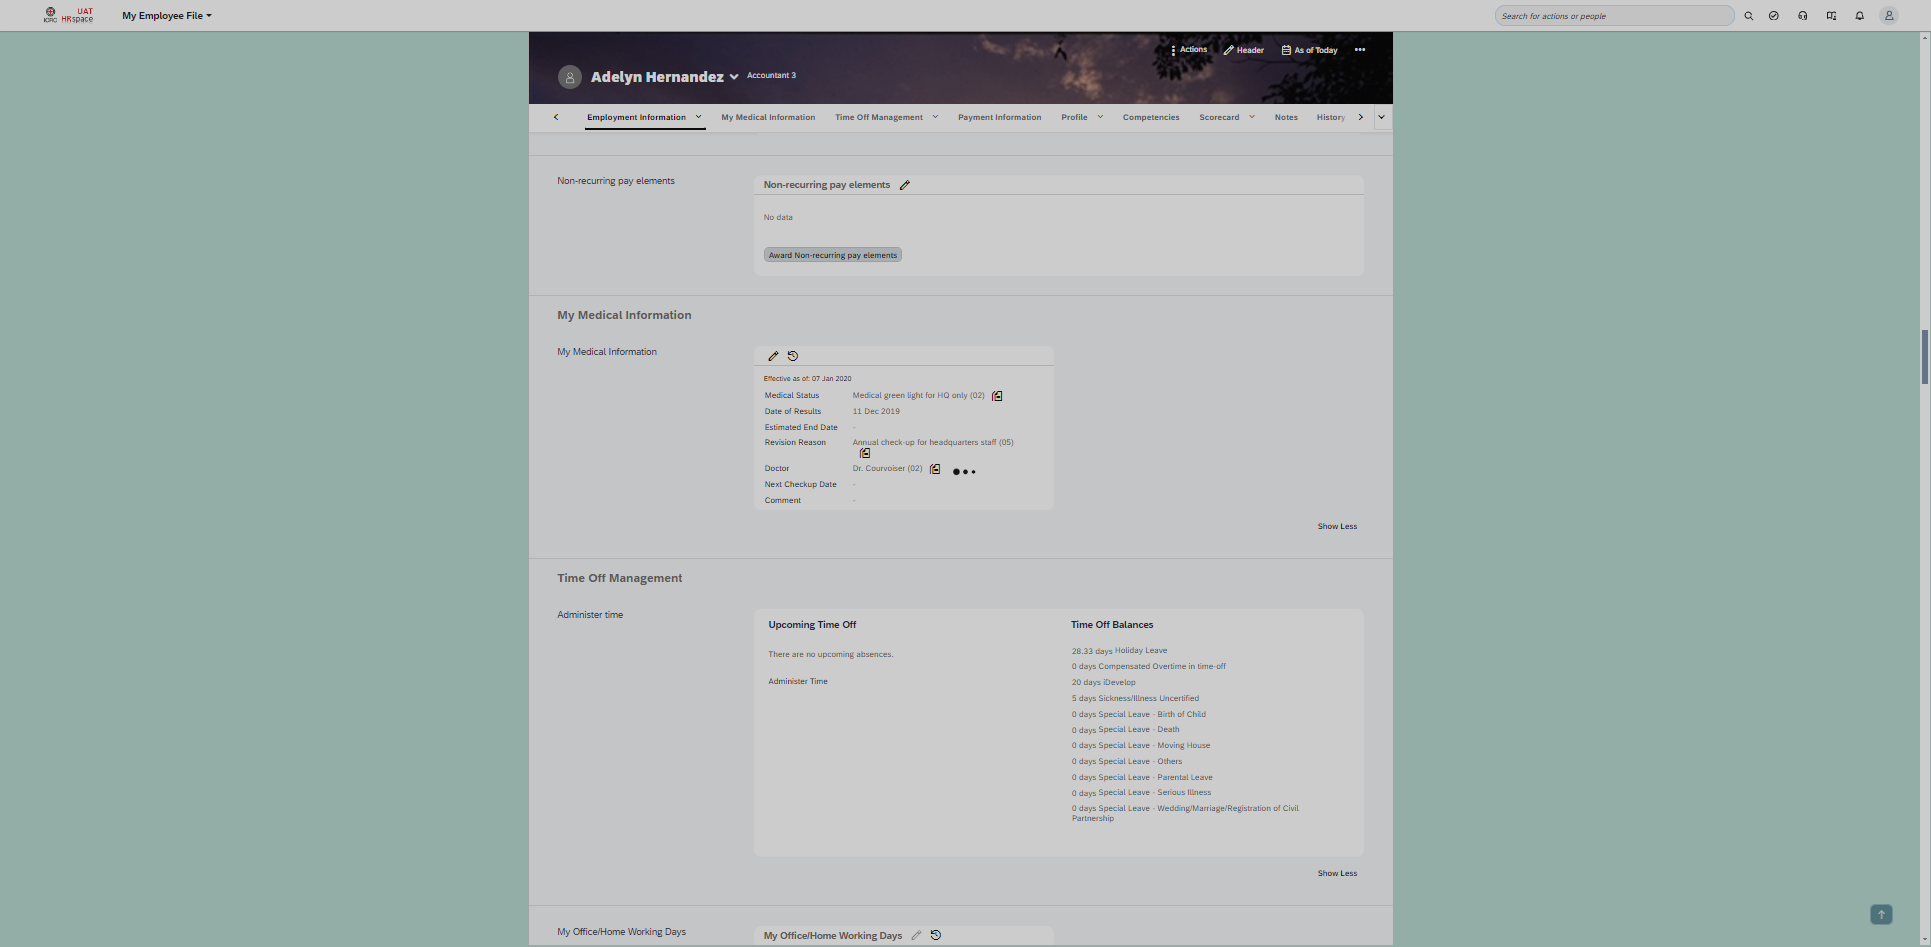 UAT
ICRC HRspace
My Employee File
Search for actions or people
Actions
Header
As of Today
Adelyn Hernandez
Accountant 3
Employment Information
My Medical Information
Time Off Management
Payment Information
Profile
Competencies
Scorecard
Notes
History
Non-recurring pay elements
Non-recurring pay elements
No data
Award Non-recurring pay elements
My Medical Information
My Medical Information
Effective as of: 07 Jan 2020
Medical Status Medical green light for HQ only (02)
Date of Results 11 Dec 2019
Estimated End Date -
Revision Reason Annual check-up for headquarters staff (05)
Doctor Dr. Courvoiser (02)
Next Checkup Date -
Comment -
Show Less
Time Off Management
Administer time
Upcoming Time Off
There are no upcoming absences.
Administer Time
Time Off Balances
28.33 days Holiday Leave
0 days Compensated Overtime in time-off
20 days iDevelop
5 days Sickness/Illness Uncertified
0 days Special Leave - Birth of Child
0 days Special Leave - Death
0 days Special Leave - Moving House
0 days Special Leave - Others
0 days Special Leave - Parental Leave
0 days Special Leave - Serious Illness
0 days Special Leave - Wedding/Marriage/Registration of Civil
Partnership
Show Less
My Office/Home Working Days
My Office/Home Working Days